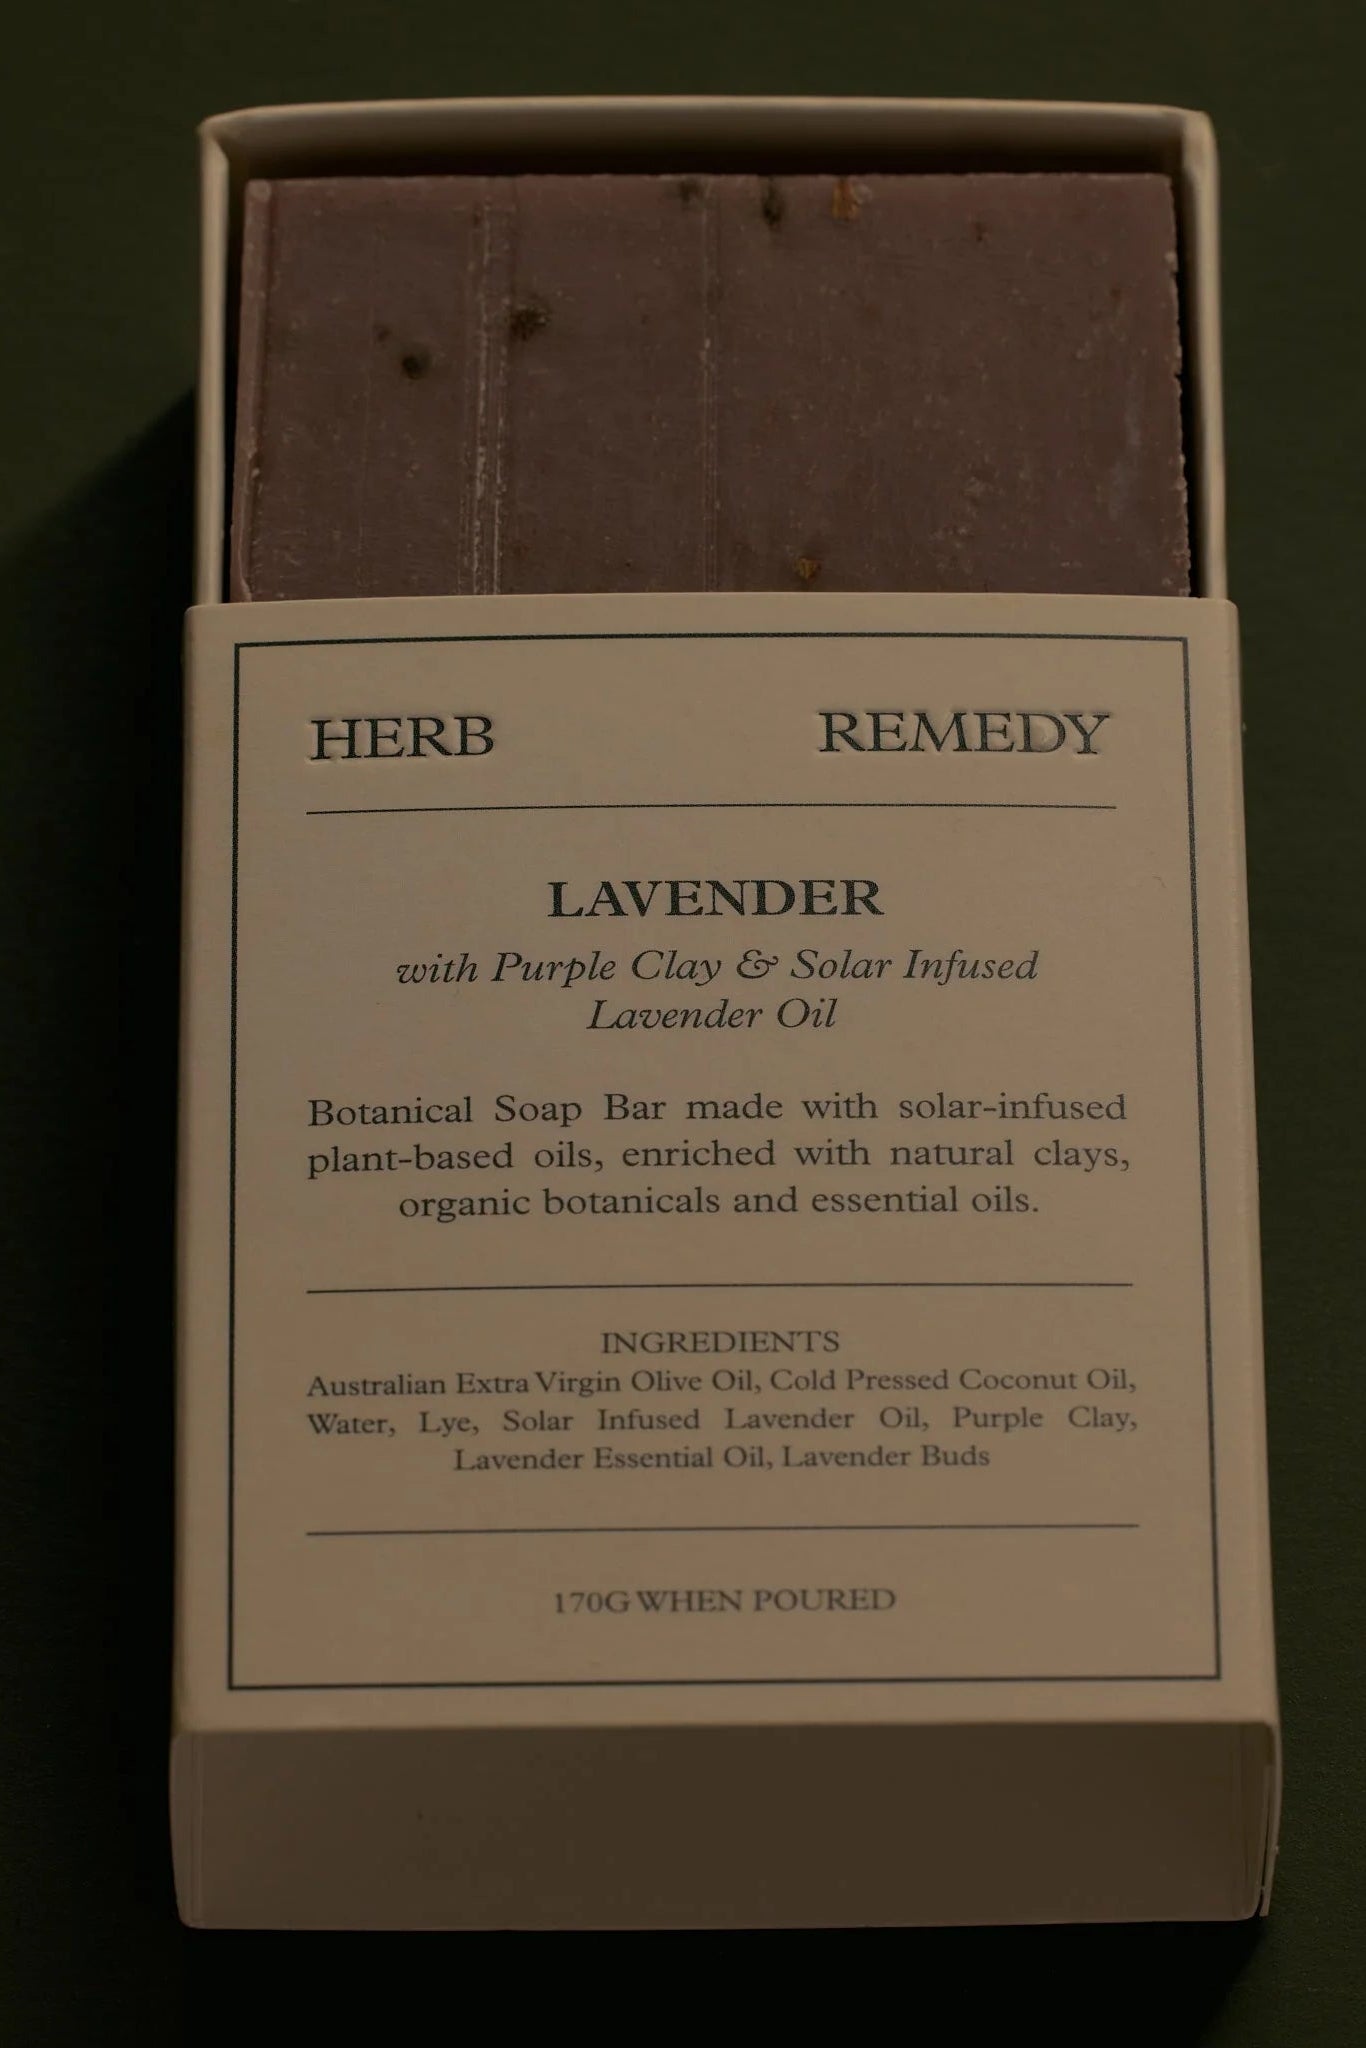 HERB REMEDY
LAVENDER
with Purple Clay & Solar Infused
Lavender Oil
Botanical Soap Bar made with solar-infused
plant-based oils, enriched with natural clays,
organic botanicals and essential oils.
INGREDIENTS
Australian Extra Virgin Olive Oil, Cold Pressed Coconut Oil,
Water, Lye, Solar Infused Lavender Oil, Purple Clay,
Lavender Essential Oil, Lavender Buds
170G WHEN POURED